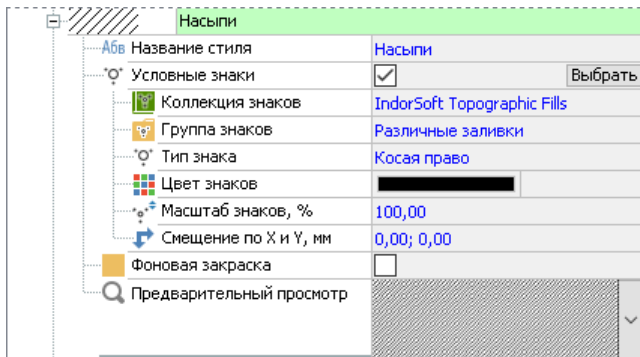 Насыпи
Абв Название стиля Насыпи
Условные знаки Выбрать
Коллекция знаков IndorSoft Topographic Fills
Группа знаков Различные заливки
Тип знака Косая право
Цвет знаков
Масштаб знаков, % 100,00
Смещение по X и Y, мм 0,00; 0,00
Фоновая закраска
Предварительный просмотр